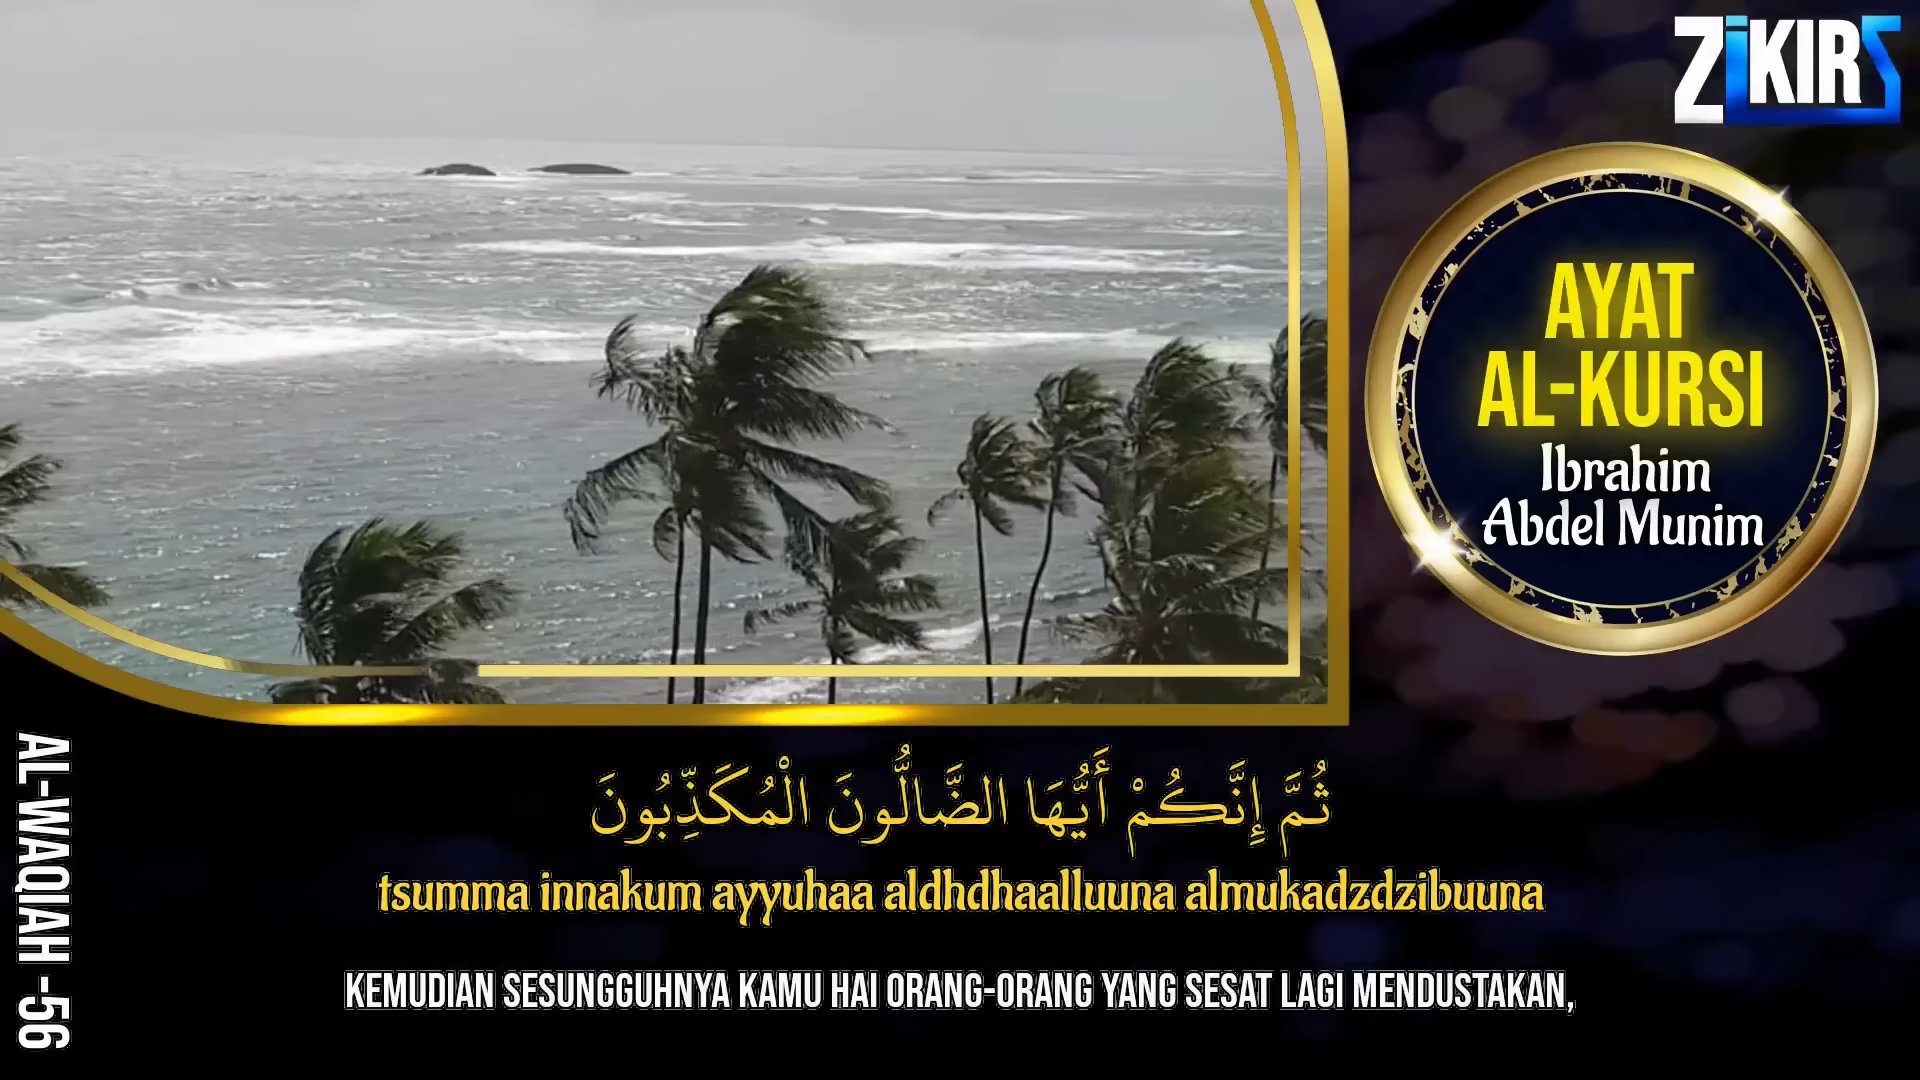 ZiKIRS
AYAT
AL-KURSI
Ibrahim
Abdel Munim
ثُمَّ إِنَّكُمْ أَيُّهَا الضَّالُّونَ الْمُكَذِّبُونَ
tsumma innakum ayyuhaa aldhdhaalluuna almukadzdzibuuna
KEMUDIAN SESUNGGUHNYA KAMU HAI ORANG-ORANG YANG SESAT LAGI MENDUSTAKAN,
AL-WAQIAH -56